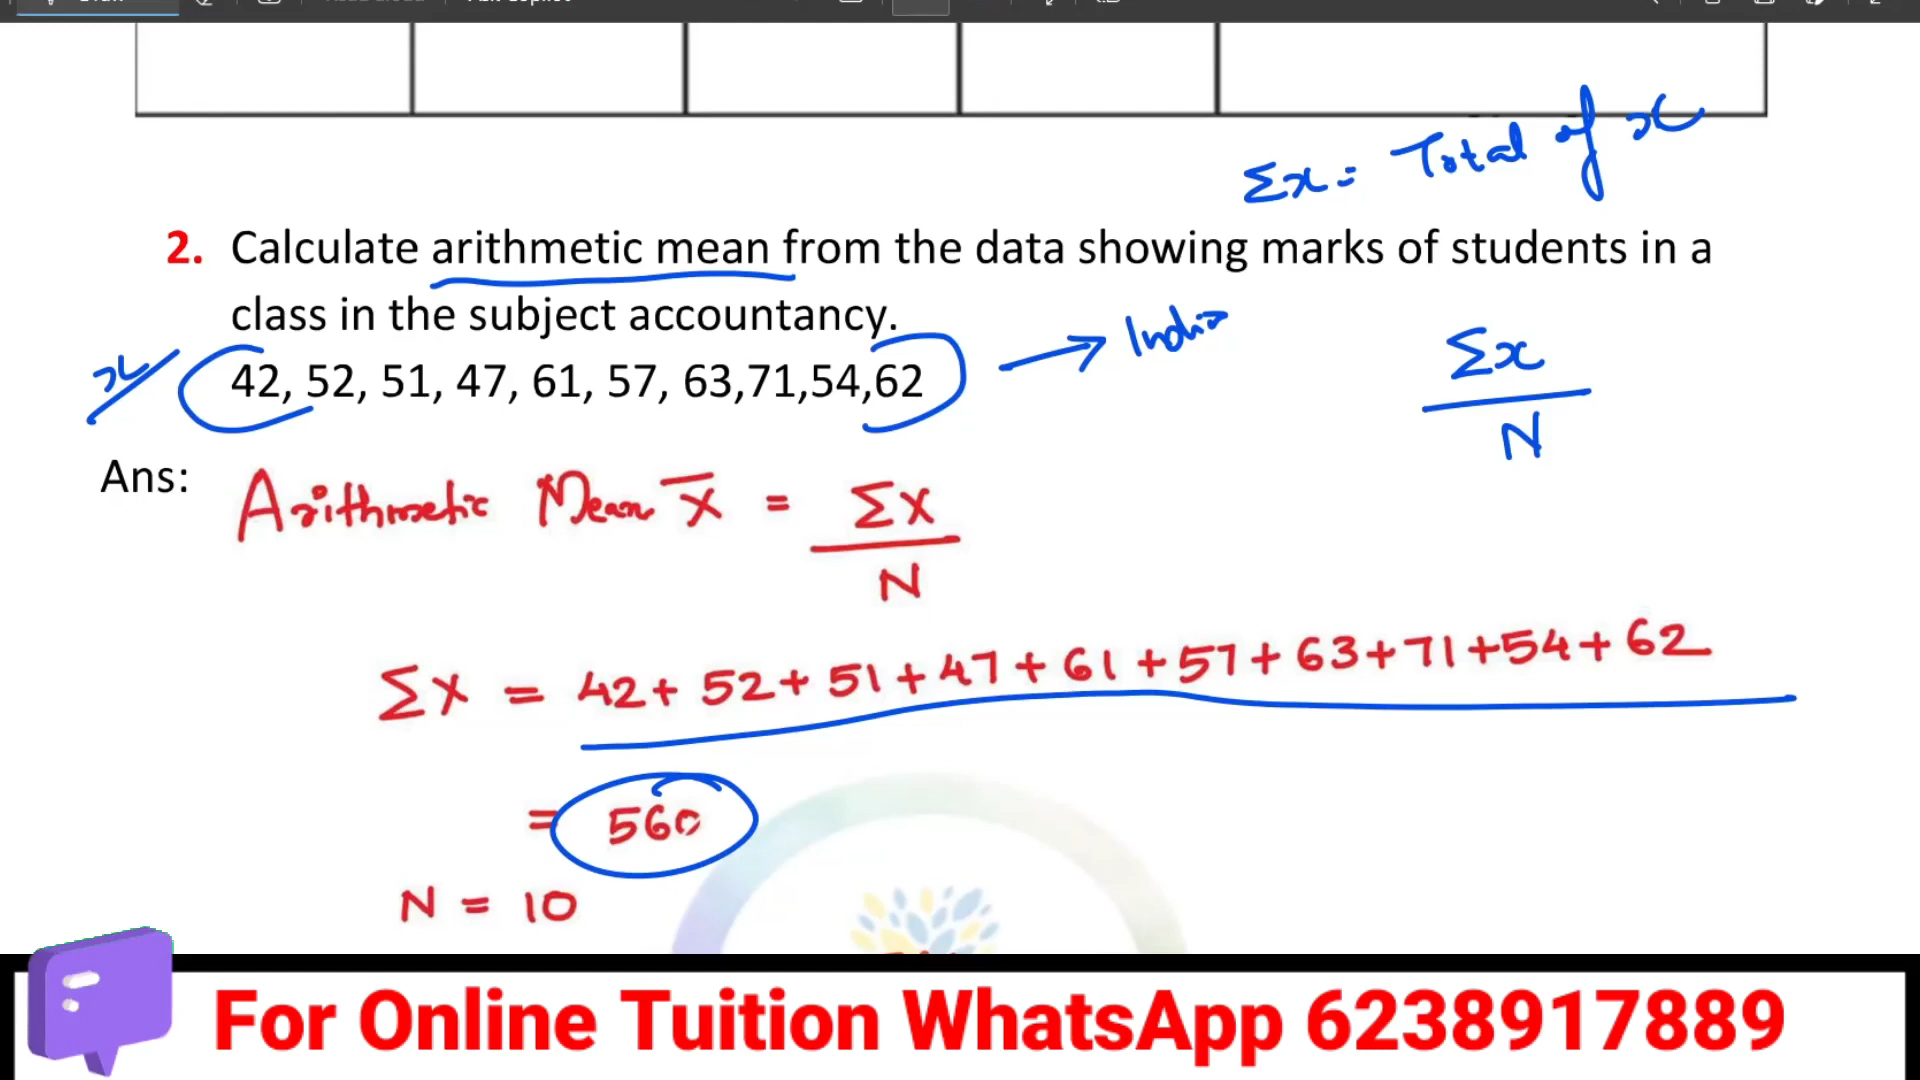 Σx = Total of x
2. Calculate arithmetic mean from the data showing marks of students in a
class in the subject accountancy.
x 42, 52, 51, 47, 61, 57, 63,71,54,62
Σx
N
Ans: Arithmetic Mean X̅ = ΣX
N
ΣX = 42+ 52+ 51+47+ 61+57+ 63+71+54+ 62
= 560
N = 10
For Online Tuition WhatsApp 6238917889